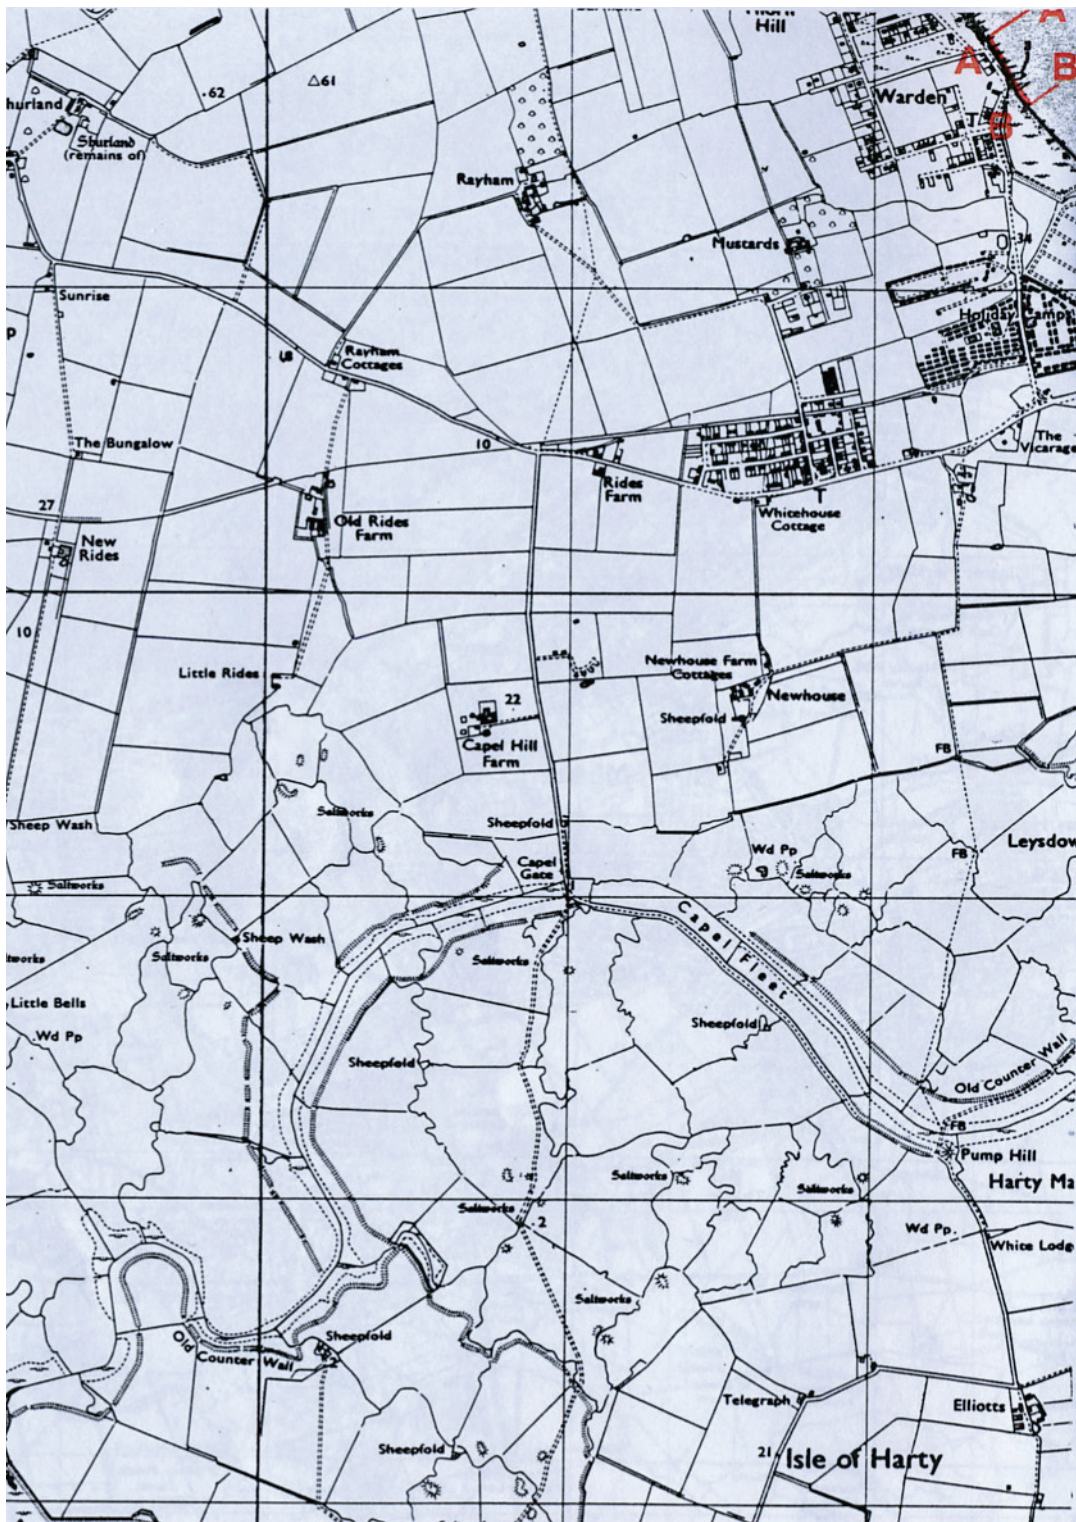 Hill
A
A
B
B
Warden
T
hurland
Shurland
(remains of)
.62
△61
Rayham
Mustards
34
Sunrise
P
Holiday Camps
18
Rayham
Cottages
The Bungalow
10
Rides
Farm
T
Whitehouse
Cottage
The
Vicarage
27
New
Rides
Old Rides
Farm
10
Little Rides
22
Capel Hill
Farm
Newhouse Farm
Cottages
Newhouse
Sheepfold
FB
Sheep Wash
Saltworks
Sheepfold
Capel
Gate
Wd Pp
Saltworks
FB
Leysdow
Saltworks
Saltworks
Sheep Wash
ltworks
Little Bells
Wd Pp
Saltworks
Capel Fleet
Sheepfold
Sheepfold
Old Counter Wall
FB
Pump Hill
Harty Ma
Saltworks
Saltworks
Saltworks
2
Wd Pp
White Lodge
Saltworks
Old Counter Wall
Sheepfold
Telegraph
Elliotts
Sheepfold
21
Isle of Harty